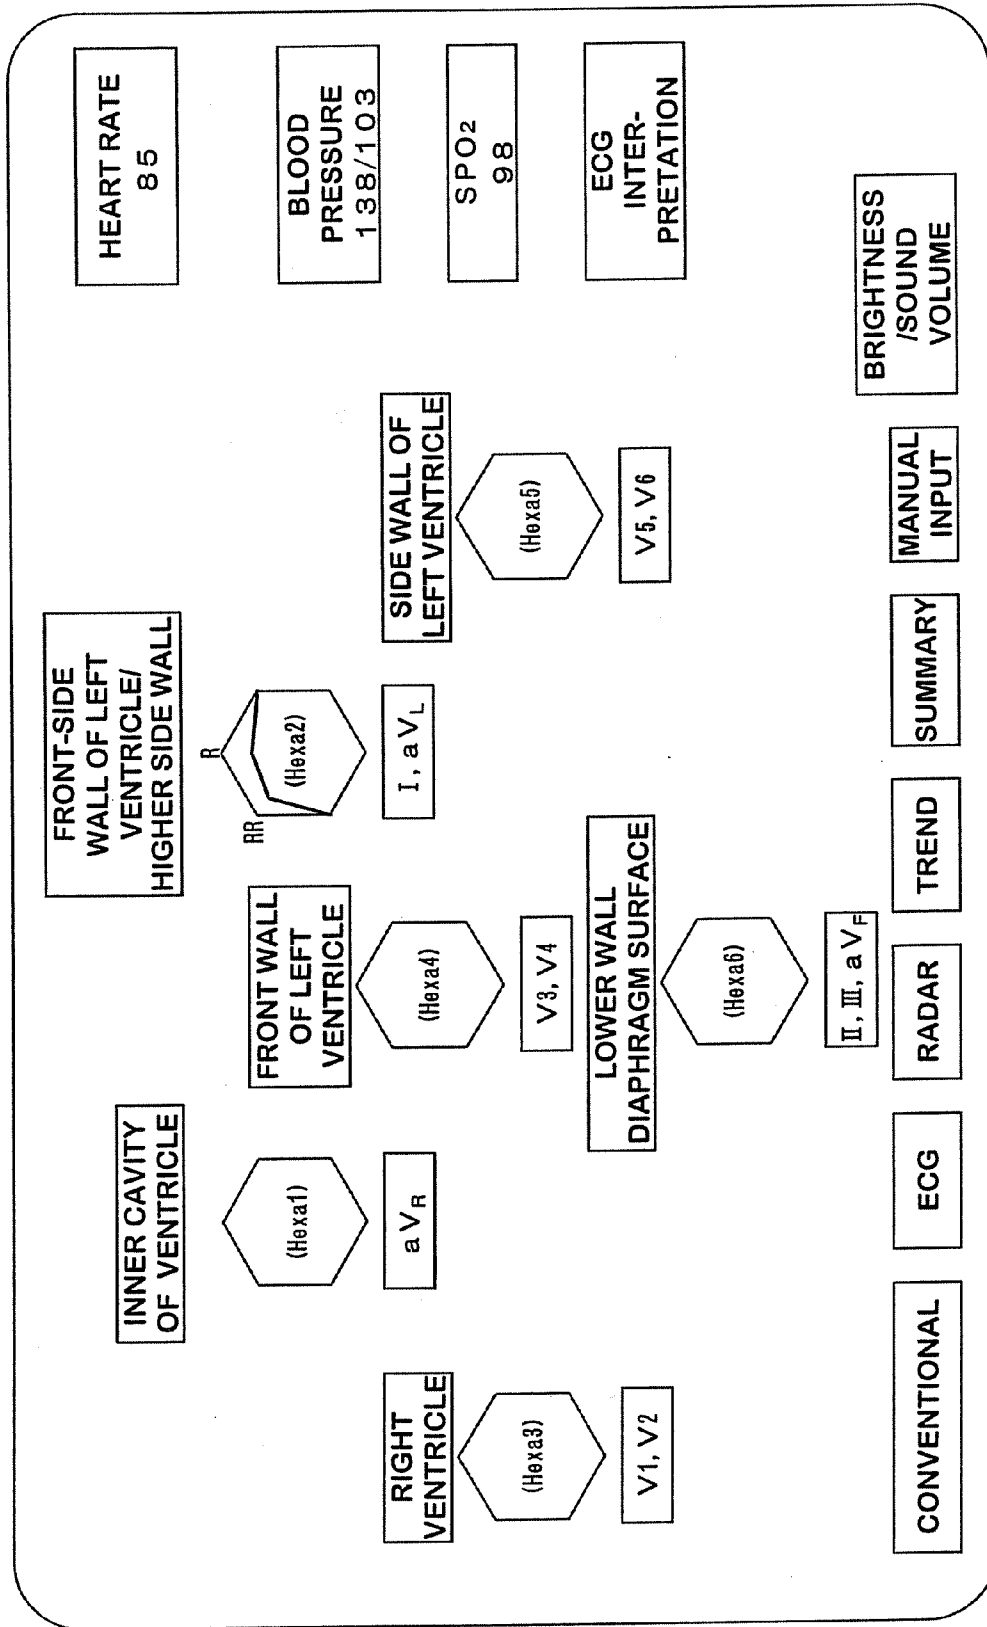 INNER CAVITY
OF VENTRICLE
(Hexa1)
aVR
FRONT-SIDE
WALL OF LEFT
VENTRICLE/
HIGHER SIDE WALL
RR
R
(Hexa2)
I, aVL
HEART RATE
85
RIGHT
VENTRICLE
(Hexa3)
V1, V2
FRONT WALL
OF LEFT
VENTRICLE
(Hexa4)
V3, V4
SIDE WALL OF
LEFT VENTRICLE
(Hexa5)
V5, V6
BLOOD
PRESSURE
138/103
SPO2
98
LOWER WALL
DIAPHRAGM SURFACE
(Hexa6)
II, III, aVF
ECG
INTER-
PRETATION
CONVENTIONAL
ECG
RADAR
TREND
SUMMARY
MANUAL
INPUT
BRIGHTNESS
/SOUND
VOLUME